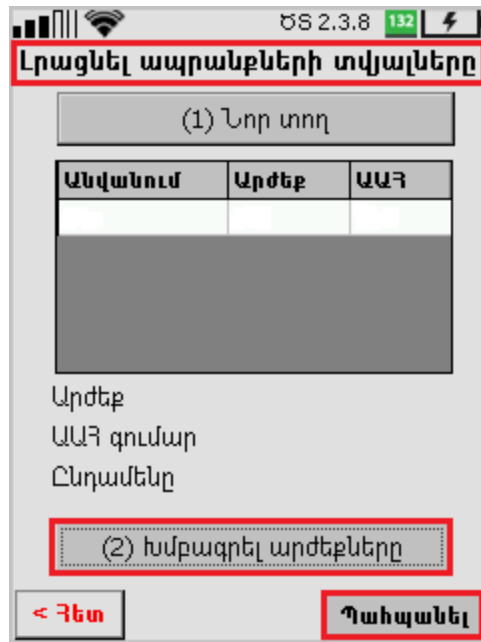 ԾՏ 2.3.8 132
Լրացնել ապրանքների տվյալները
(1) Նոր տող
Անվանում Արժեք ԱԱՀ
Արժեք
ԱԱՀ գումար
Ընդամենը
(2) Խմբագրել արժեքները
< Հետ Պահպանել